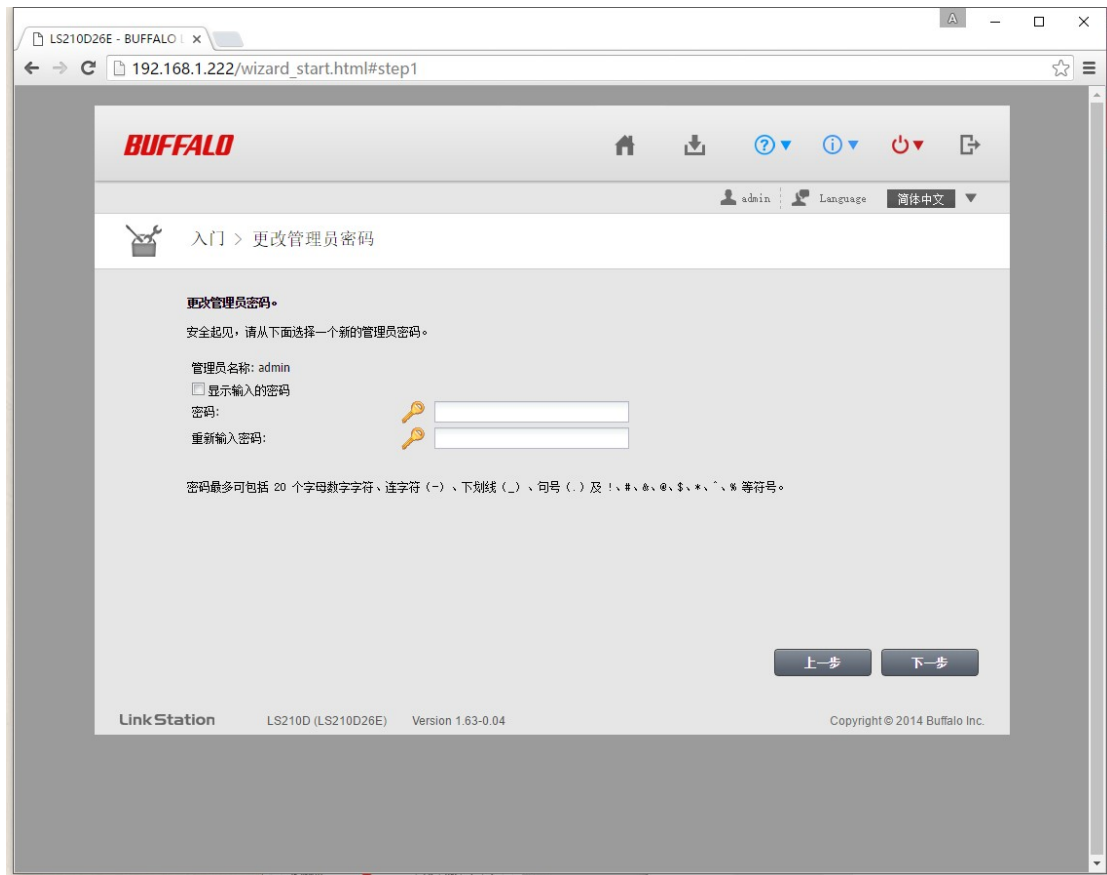 A
LS210D26E - BUFFALO L
192.168.1.222/wizard_start.html#step1
BUFFALO
admin Language 简体中文
入门 > 更改管理员密码
更改管理员密码。
安全起见，请从下面选择一个新的管理员密码。
管理员名称: admin
显示输入的密码
密码:
重新输入密码:
密码最多可包括 20 个字母数字字符、连字符 (-) 、下划线 (_) 、句号 (.) 及 !、#、&、@、$、*、^、% 等符号。
上一步 下一步
LinkStation LS210D (LS210D26E) Version 1.63-0.04 Copyright © 2014 Buffalo Inc.